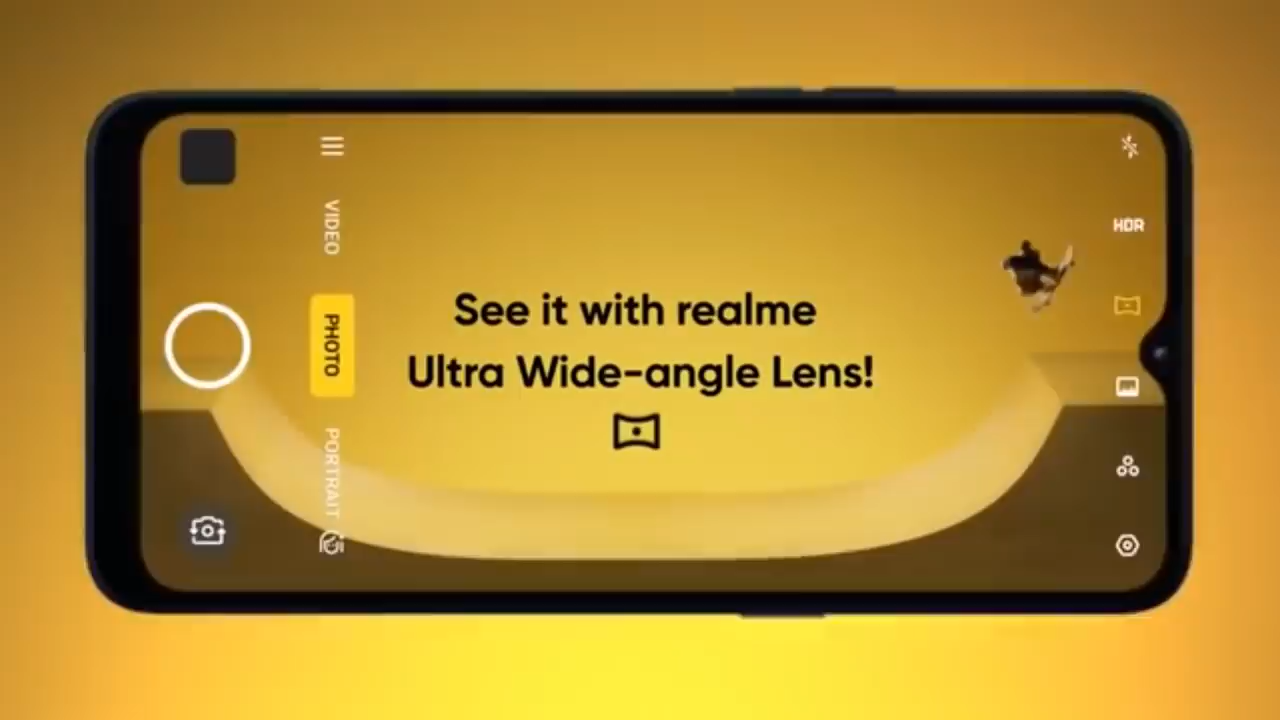 VIDEO
PHOTO
PORTRAIT
See it with realme
Ultra Wide-angle Lens!
HDR